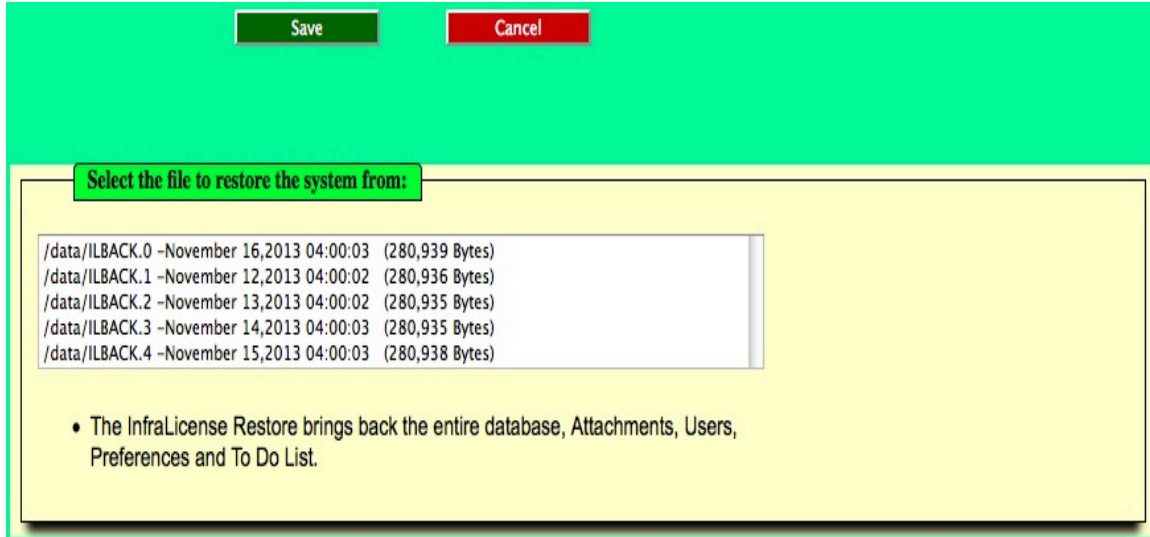 Save
Cancel
Select the file to restore the system from:
/data/ILBACK.0 –November 16,2013 04:00:03 (280,939 Bytes)
/data/ILBACK.1 –November 12,2013 04:00:02 (280,936 Bytes)
/data/ILBACK.2 –November 13,2013 04:00:02 (280,935 Bytes)
/data/ILBACK.3 –November 14,2013 04:00:03 (280,935 Bytes)
/data/ILBACK.4 –November 15,2013 04:00:03 (280,938 Bytes)
• The InfraLicense Restore brings back the entire database, Attachments, Users,
Preferences and To Do List.